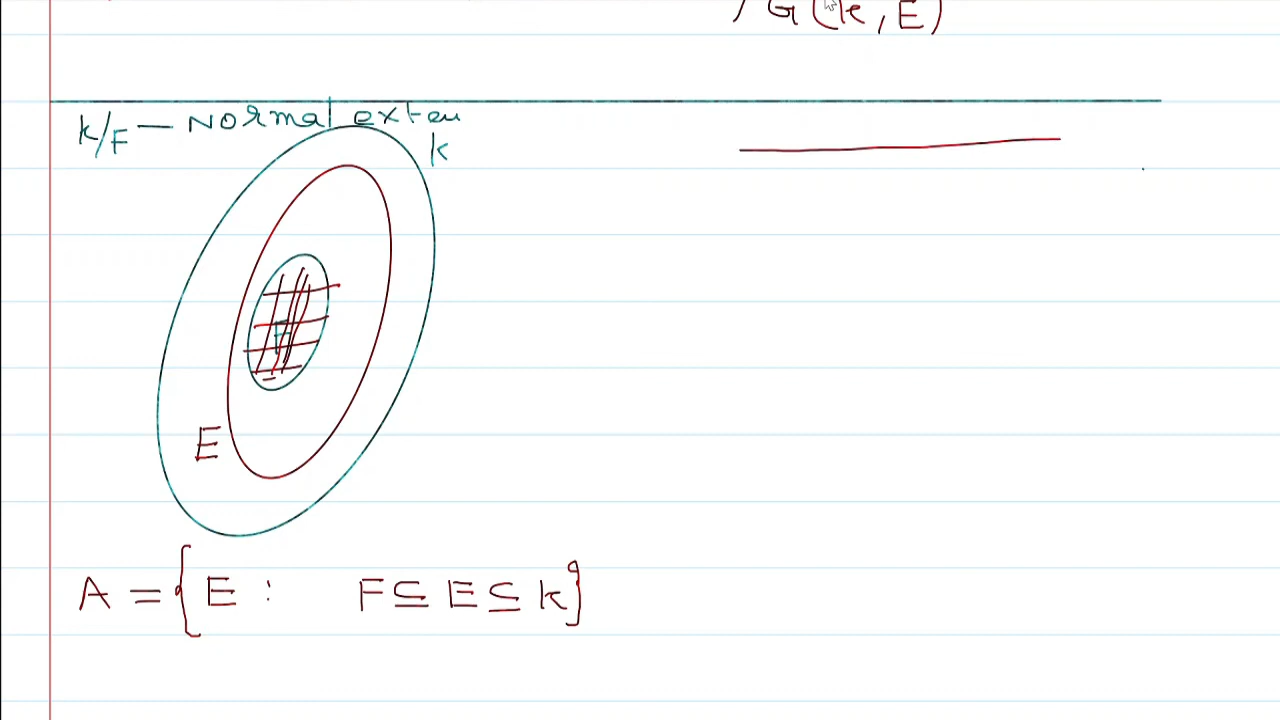 / G(k, E)
k/F — Normal exten
k
F
E
A = { E : F ⊆ E ⊆ k }